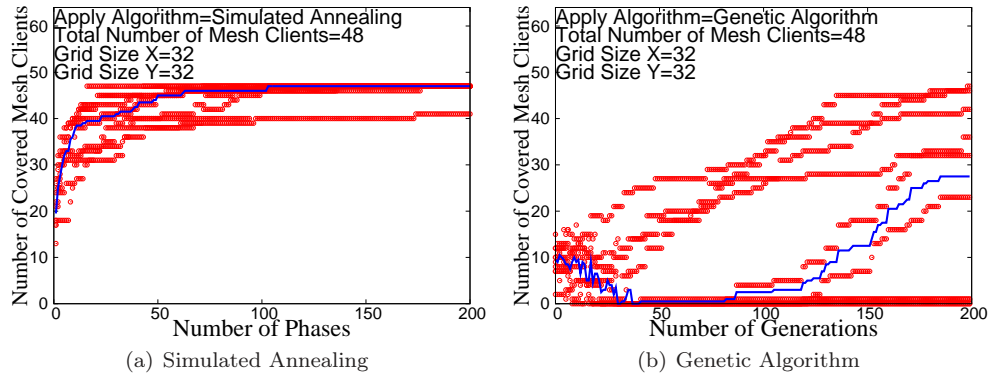 Apply Algorithm=Simulated Annealing
Total Number of Mesh Clients=48
Grid Size X=32
Grid Size Y=32
Number of Covered Mesh Clients
60
50
40
30
20
10
0
0
50
100
150
200
Number of Phases
(a) Simulated Annealing
Apply Algorithm=Genetic Algorithm
Total Number of Mesh Clients=48
Grid Size X=32
Grid Size Y=32
Number of Covered Mesh Clients
60
50
40
30
20
10
0
0
50
100
150
200
Number of Generations
(b) Genetic Algorithm